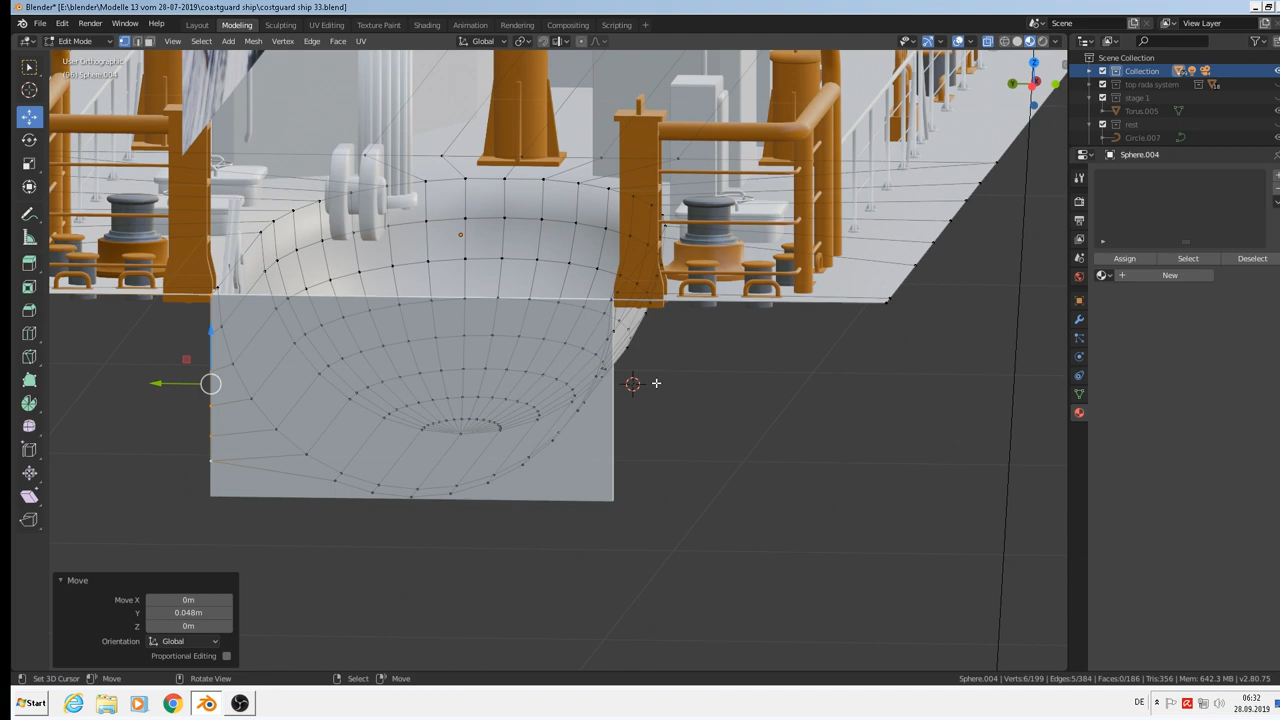 Blender* [E:\blender\Modelle 13 vom 28-07-2019\coastguard ship\costguard ship 33.blend]
File Edit Render Window Help
Layout Modeling Sculpting UV Editing Texture Paint Shading Animation Rendering Compositing Scripting +
Scene
View Layer
Edit Mode
View Select Add Mesh Vertex Edge Face UV
Global
User Orthographic
(96) Sphere.004
Z
Y
Scene Collection
Collection
top rada system
18
stage 1
Torus.005
rest
Circle.007
Sphere.004
Assign Select Deselect
+ New
Move
Move X 0m
Y 0.048m
Z 0m
Orientation Global
Proportional Editing
Set 3D Cursor Move Rotate View Select Move
Sphere.004 | Verts:6/199 | Edges:5/384 | Faces:0/186 | Tris:356 | Mem: 642.3 MB | v2.80.75
Start
DE
06:32
28.09.2019